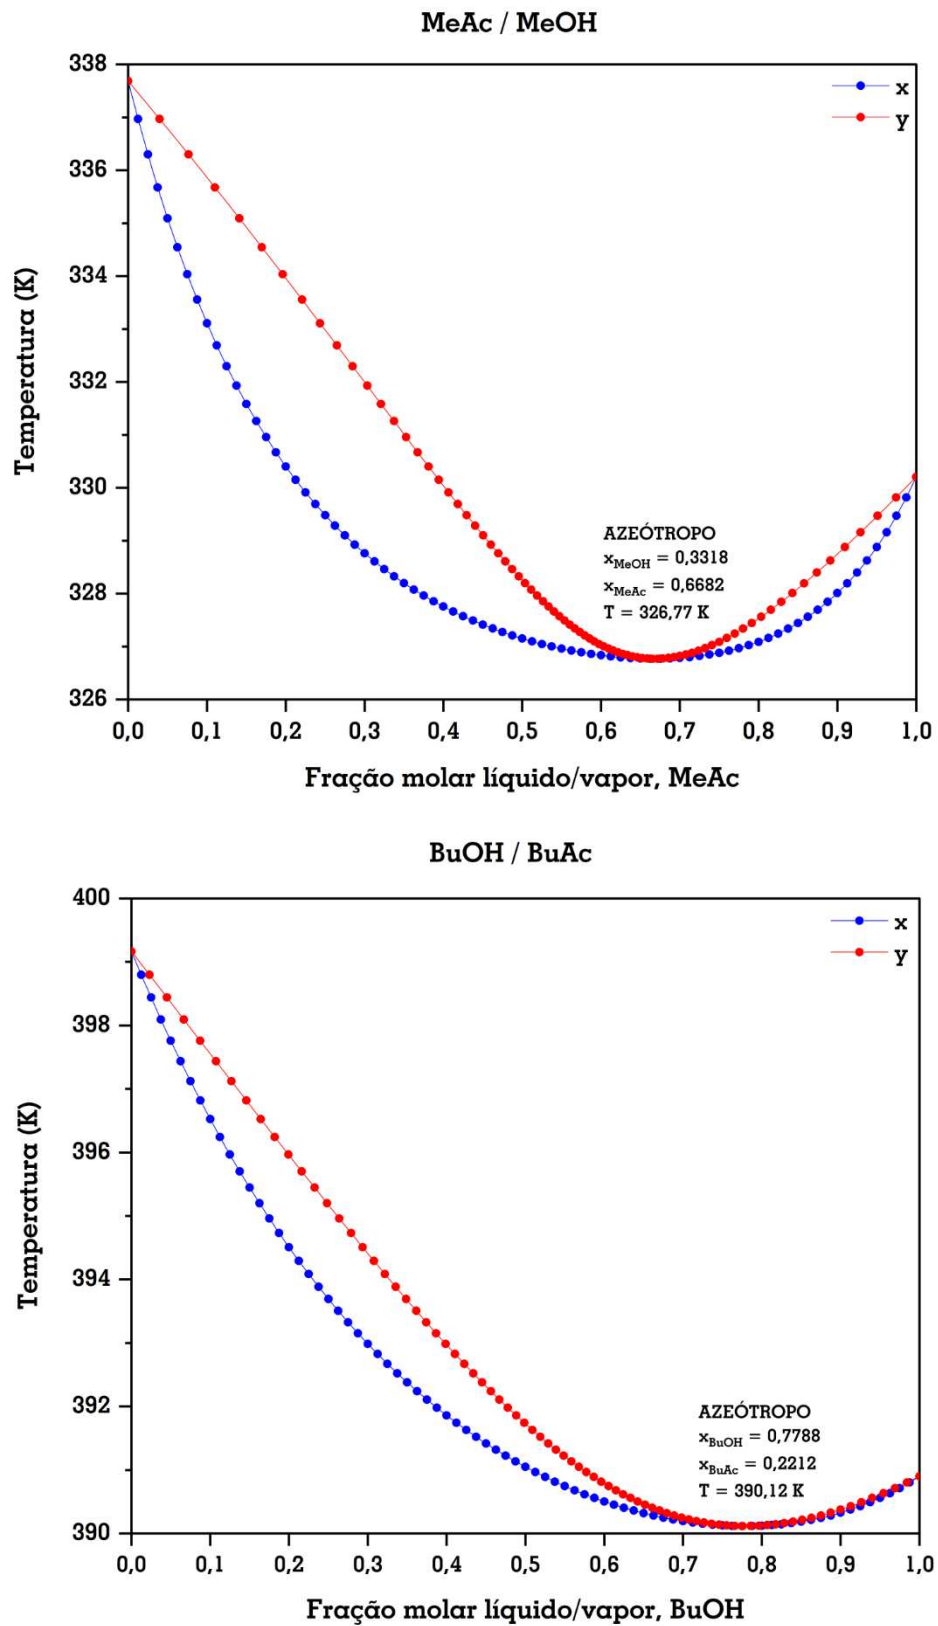 MeAc / MeOH
x
y
338
336
334
332
330
328
326
Temperatura (K)
AZEÓTROPO
xMeOH = 0,3318
xMeAc = 0,6682
T = 326,77 K
0,0 0,1 0,2 0,3 0,4 0,5 0,6 0,7 0,8 0,9 1,0
Fração molar líquido/vapor, MeAc
BuOH / BuAc
x
y
400
398
396
394
392
390
Temperatura (K)
AZEÓTROPO
xBuOH = 0,7788
xBuAc = 0,2212
T = 390,12 K
0,0 0,1 0,2 0,3 0,4 0,5 0,6 0,7 0,8 0,9 1,0
Fração molar líquido/vapor, BuOH